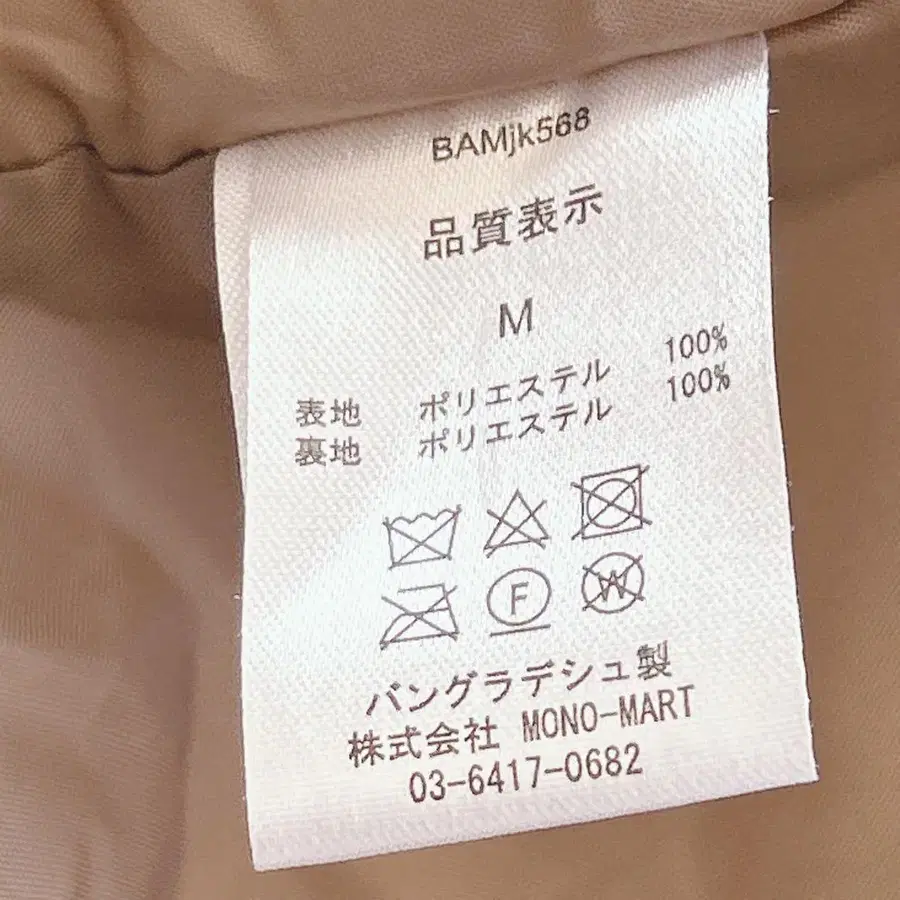 BAMjk568
品質表示
M
表地 ポリエステル 100%
裏地 ポリエステル 100%
F W
バングラデシュ製
株式会社 MONO-MART
03-6417-0682